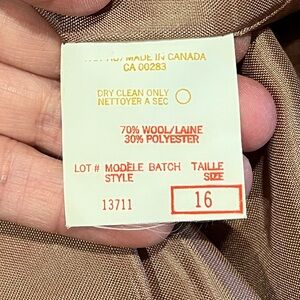 MADE IN CANADA
CA 00283
DRY CLEAN ONLY
NETTOYER A SEC
70% WOOL/LAINE
30% POLYESTER
LOT # MODÈLE BATCH TAILLE
STYLE SIZE
13711 16